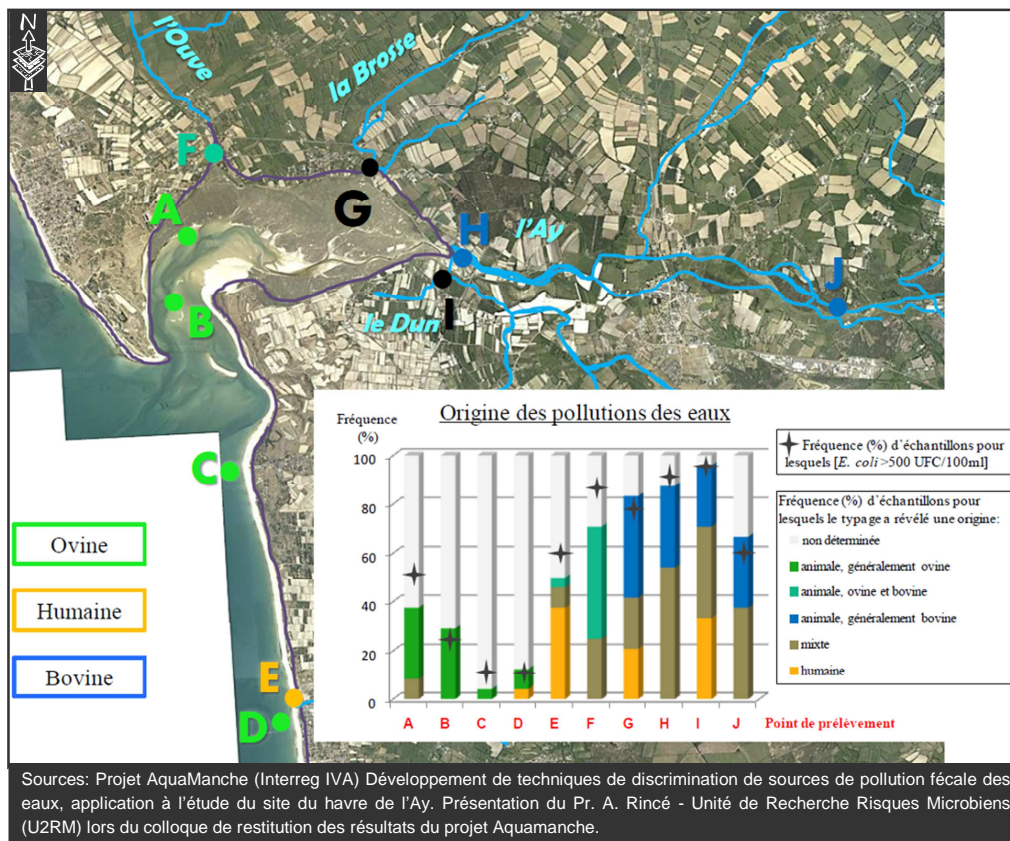 N
l'Ouve
la Brosse
F
A
G
H
l'Ay
J
B
I
le Dun
C
Ovine
Humaine
Bovine
E
D
Origine des pollutions des eaux
Fréquence
(%)
100
80
60
40
20
0
A B C D E F G H I J
Point de prélèvement
Fréquence (%) d'échantillons pour
lesquels [E. coli >500 UFC/100ml]
Fréquence (%) d'échantillons pour
lesquels le typage a révélé une origine:
non déterminée
animale, généralement ovine
animale, ovine et bovine
animale, généralement bovine
mixte
humaine
Sources: Projet AquaManche (Interreg IVA) Développement de techniques de discrimination de sources de pollution fécale des
eaux, application à l'étude du site du havre de l'Ay. Présentation du Pr. A. Rincé - Unité de Recherche Risques Microbiens
(U2RM) lors du colloque de restitution des résultats du projet Aquamanche.